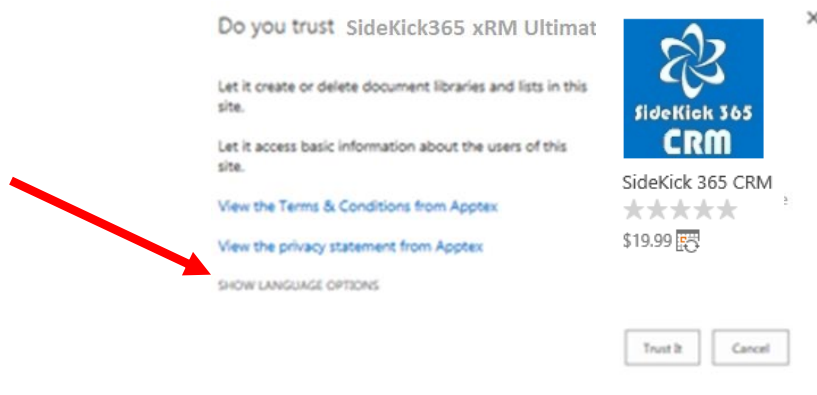 Do you trust SideKick365 xRM Ultimat
Let it create or delete document libraries and lists in this
site.
Let it access basic information about the users of this
site.
View the Terms & Conditions from Apptex
View the privacy statement from Apptex
SHOW LANGUAGE OPTIONS
SideKick 365
CRM
SideKick 365 CRM
e
$19.99
Trust It
Cancel